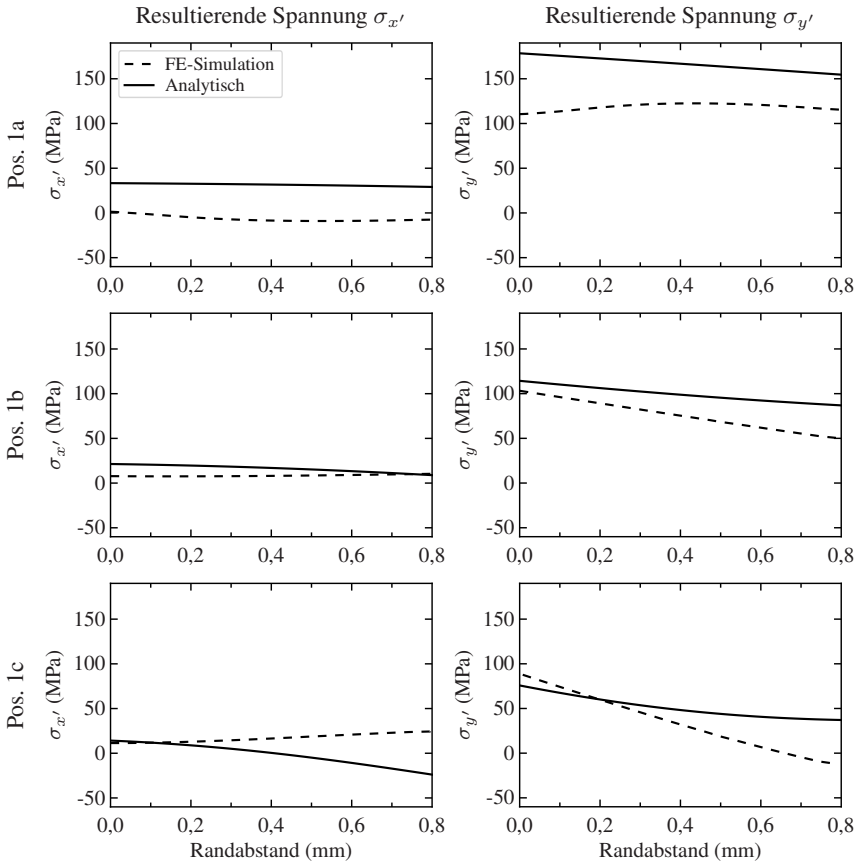 Resultierende Spannung σx′
Resultierende Spannung σy′
Pos. 1a
σx′ (MPa)
150
100
50
0
-50
FE-Simulation
Analytisch
0,0 0,2 0,4 0,6 0,8
σy′ (MPa)
150
100
50
0
-50
0,0 0,2 0,4 0,6 0,8
Pos. 1b
σx′ (MPa)
150
100
50
0
-50
0,0 0,2 0,4 0,6 0,8
σy′ (MPa)
150
100
50
0
-50
0,0 0,2 0,4 0,6 0,8
Pos. 1c
σx′ (MPa)
150
100
50
0
-50
0,0 0,2 0,4 0,6 0,8
Randabstand (mm)
σy′ (MPa)
150
100
50
0
-50
0,0 0,2 0,4 0,6 0,8
Randabstand (mm)